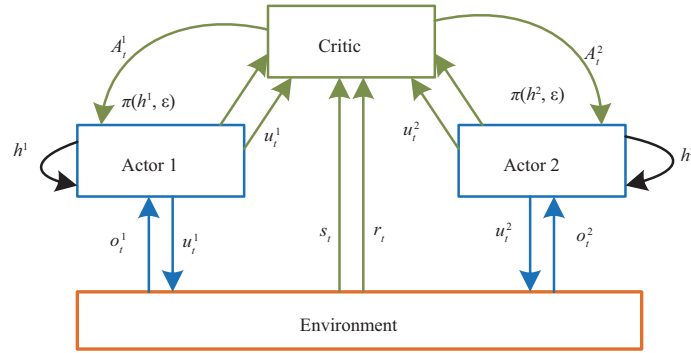 Critic
A_t^1
A_t^2
π(h^1, ε)
π(h^2, ε)
u_t^1
u_t^2
h^1
Actor 1
Actor 2
h
o_t^1
u_t^1
s_t
r_t
u_t^2
o_t^2
Environment